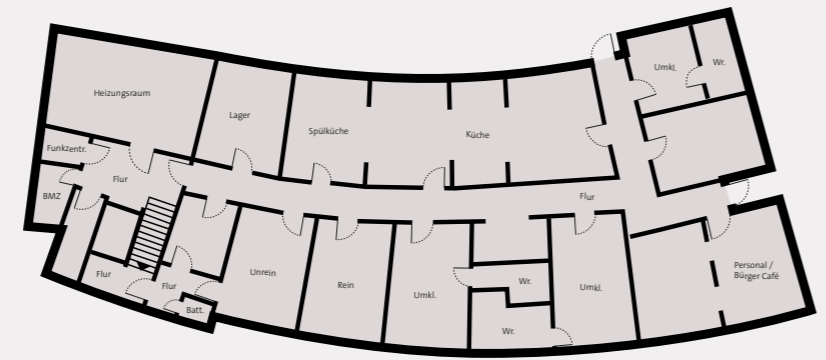 Umkl.
Wr.
Heizungsraum
Lager
Spülküche
Küche
Funkzentr.
Flur
BMZ
Flur
Unrein
Rein
Umkl.
Wr.
Umkl.
Personal /
Bürger Café
Flur
Flur
Batt.
Wr.